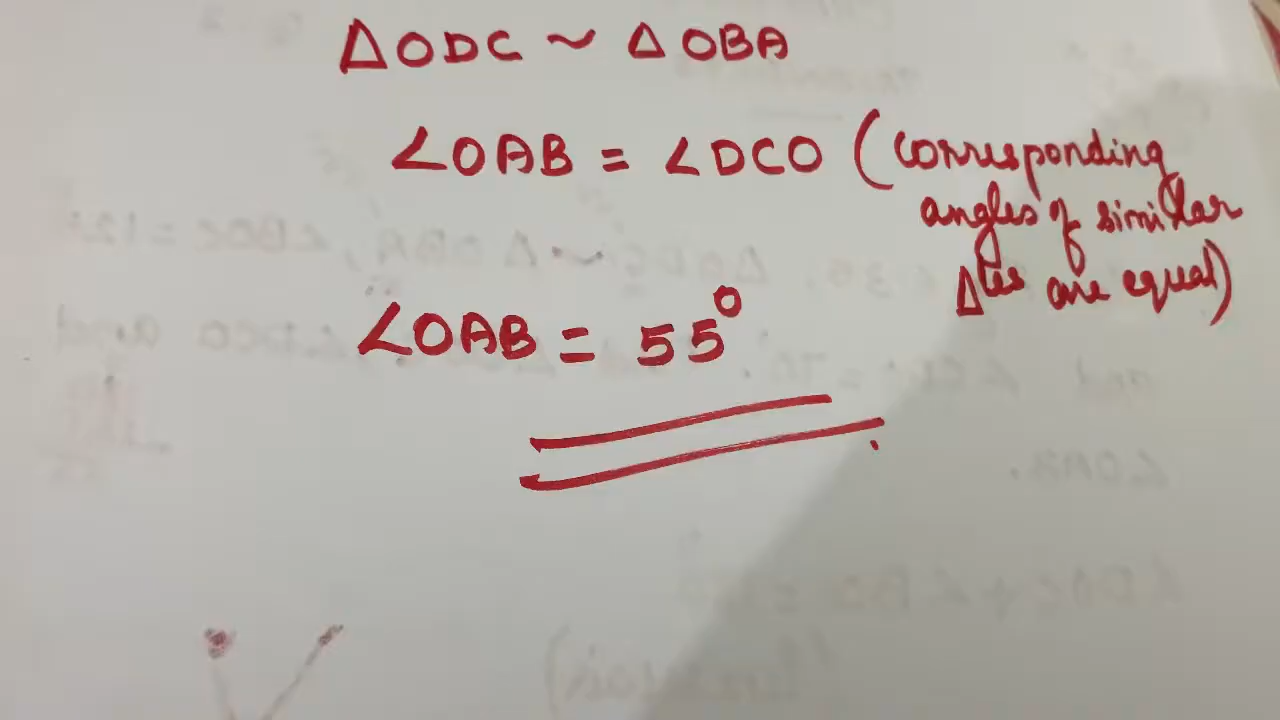 ΔODC ~ ΔOBA
∠OAB = ∠DCO (corresponding
angles of similar
Δles are equal)
∠OAB = 55°